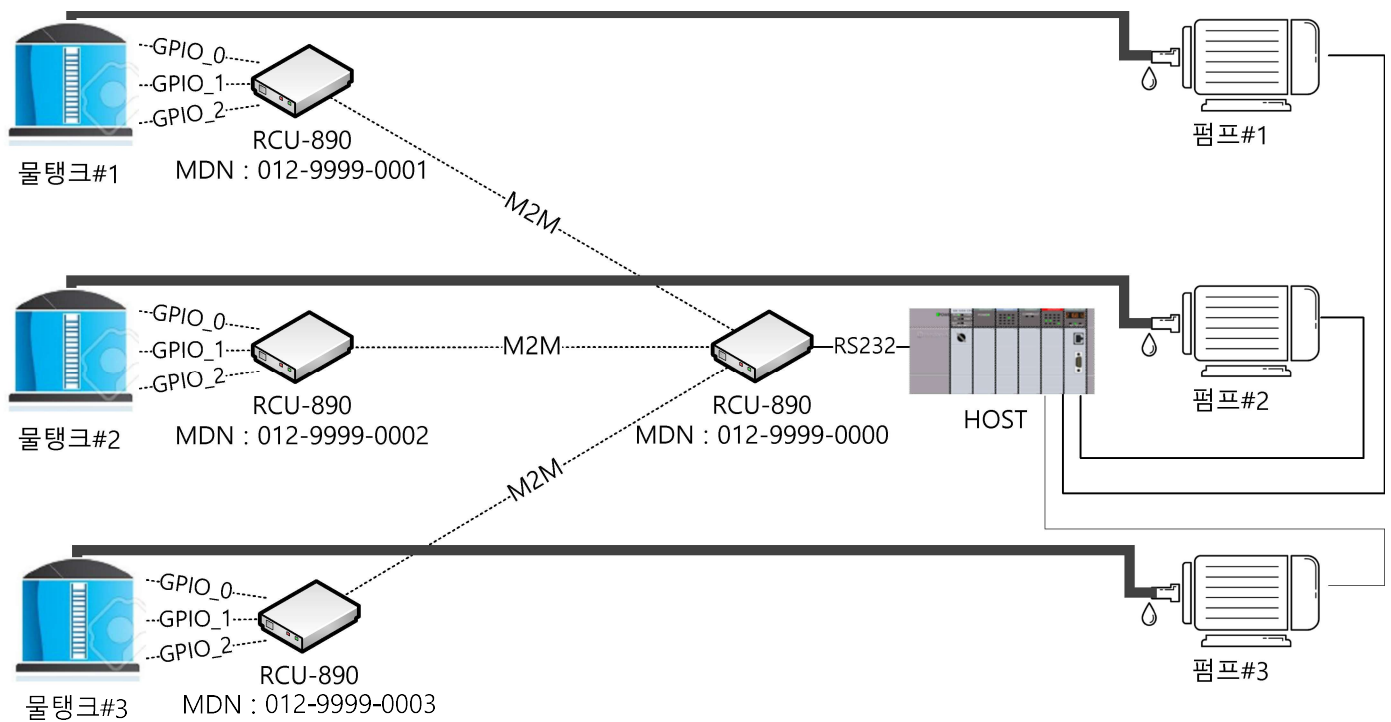 GPIO_0
GPIO_1
GPIO_2
RCU-890
MDN : 012-9999-0001
물탱크#1
펌프#1
M2M
GPIO_0
GPIO_1
GPIO_2
M2M
RS232
RCU-890
MDN : 012-9999-0002
물탱크#2
RCU-890
MDN : 012-9999-0000
HOST
펌프#2
M2M
GPIO_0
GPIO_1
GPIO_2
RCU-890
MDN : 012-9999-0003
물탱크#3
펌프#3